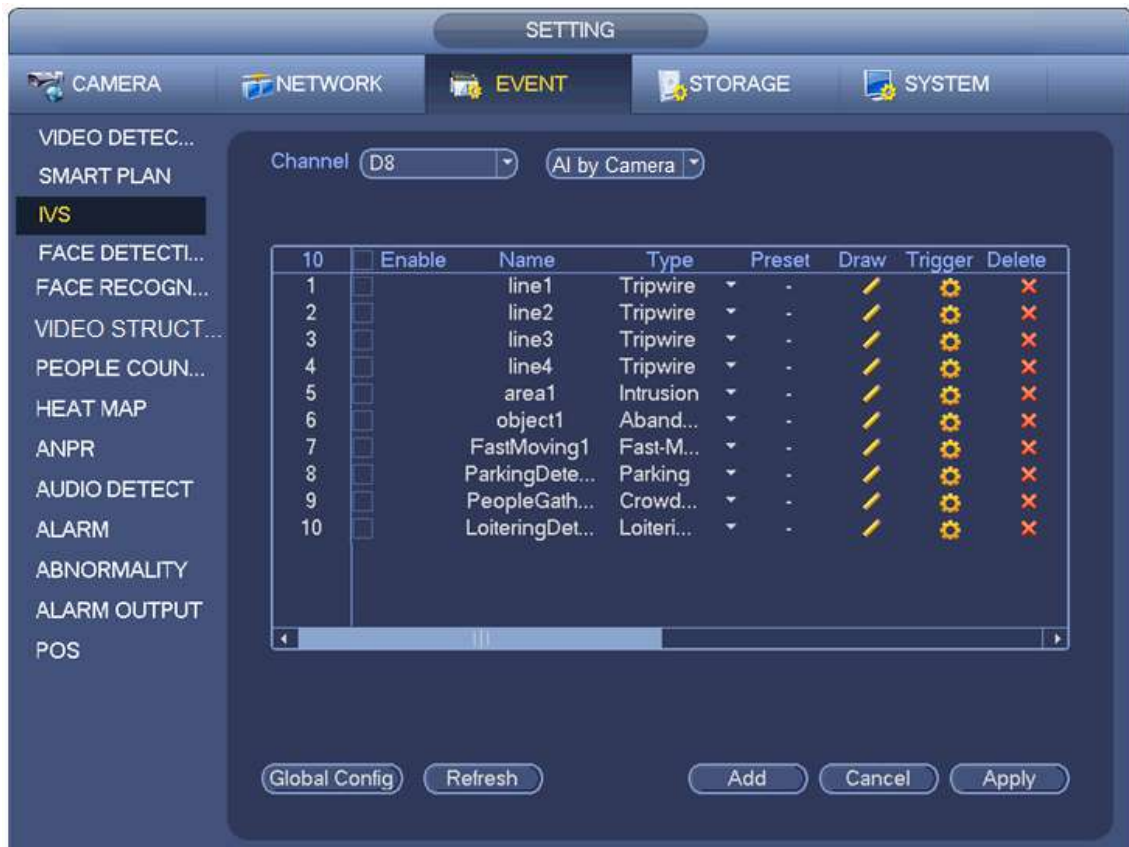 SETTING
CAMERA NETWORK EVENT STORAGE SYSTEM
VIDEO DETEC...
SMART PLAN
IVS
FACE DETECTI...
FACE RECOGN...
VIDEO STRUCT...
PEOPLE COUN...
HEAT MAP
ANPR
AUDIO DETECT
ALARM
ABNORMALITY
ALARM OUTPUT
POS
Channel D8 AI by Camera
10 Enable Name Type Preset Draw Trigger Delete
1 line1 Tripwire -
2 line2 Tripwire -
3 line3 Tripwire -
4 line4 Tripwire -
5 area1 Intrusion -
6 object1 Aband... -
7 FastMoving1 Fast-M... -
8 ParkingDete... Parking -
9 PeopleGath... Crowd... -
10 LoiteringDet... Loiteri... -
Global Config Refresh Add Cancel Apply